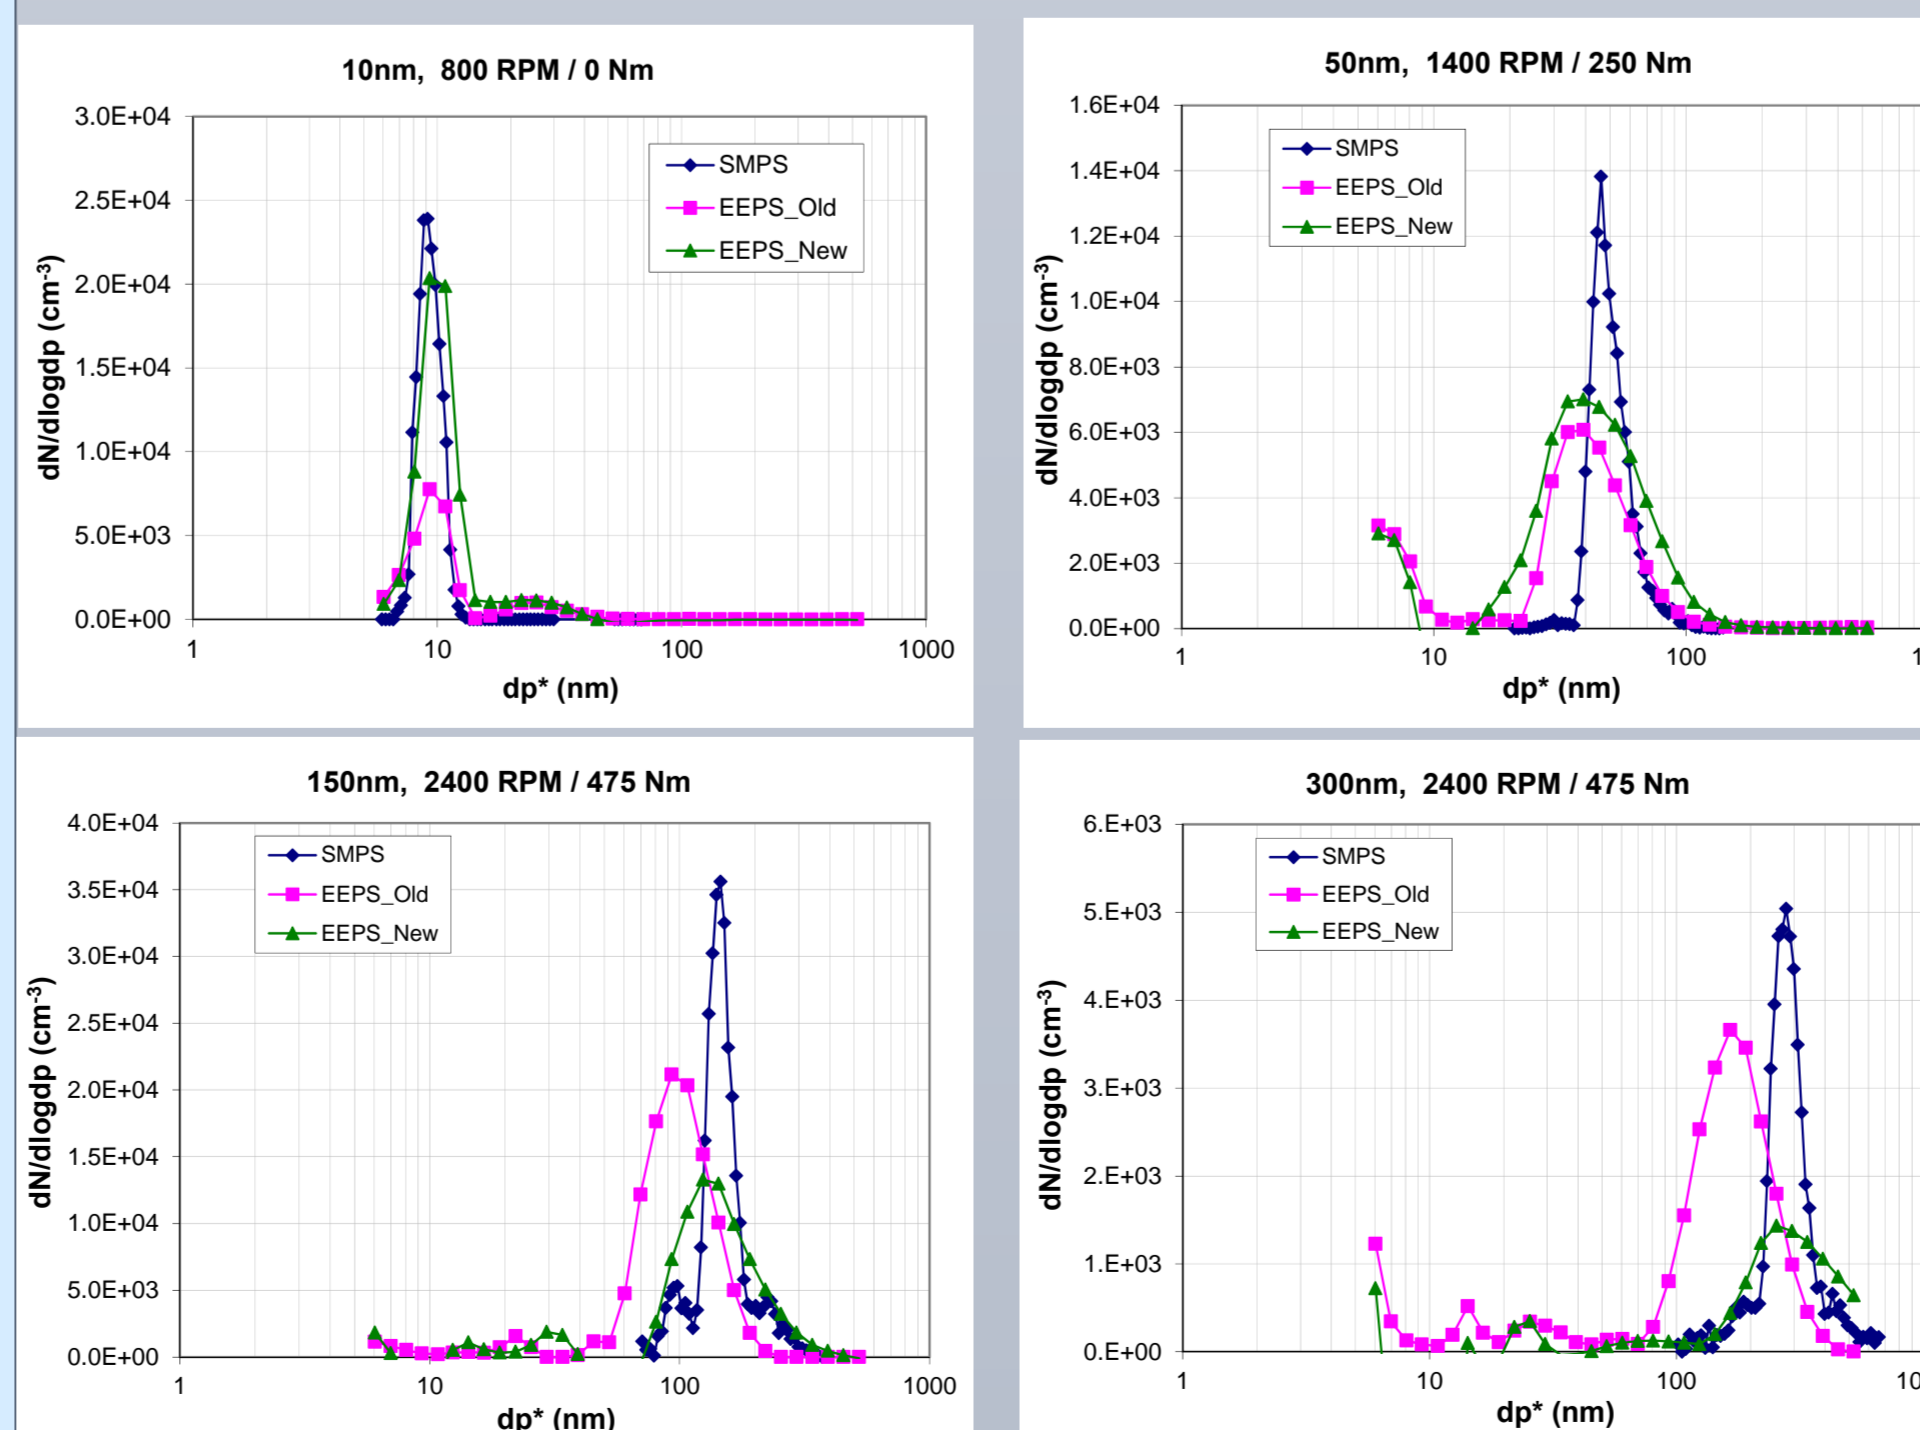 10nm,  800 RPM / 0 Nm
3.0E+04
2.5E+04
2.0E+04
1.5E+04
1.0E+04
5.0E+03
0.0E+00
dN/dlogdp (cm-3)
SMPS
EEPS_Old
EEPS_New
1
10
100
1000
dp* (nm)
50nm,  1400 RPM / 250 Nm
1.6E+04
1.4E+04
1.2E+04
1.0E+04
8.0E+03
6.0E+03
4.0E+03
2.0E+03
0.0E+00
dN/dlogdp (cm-3)
SMPS
EEPS_Old
EEPS_New
1
10
100
dp* (nm)
150nm,  2400 RPM / 475 Nm
4.0E+04
3.5E+04
3.0E+04
2.5E+04
2.0E+04
1.5E+04
1.0E+04
5.0E+03
0.0E+00
dN/dlogdp (cm-3)
SMPS
EEPS_Old
EEPS_New
1
10
100
1000
dp* (nm)
300nm,  2400 RPM / 475 Nm
6.E+03
5.E+03
4.E+03
3.E+03
2.E+03
1.E+03
0.E+00
dN/dlogdp (cm-3)
SMPS
EEPS_Old
EEPS_New
1
10
100
dp* (nm)